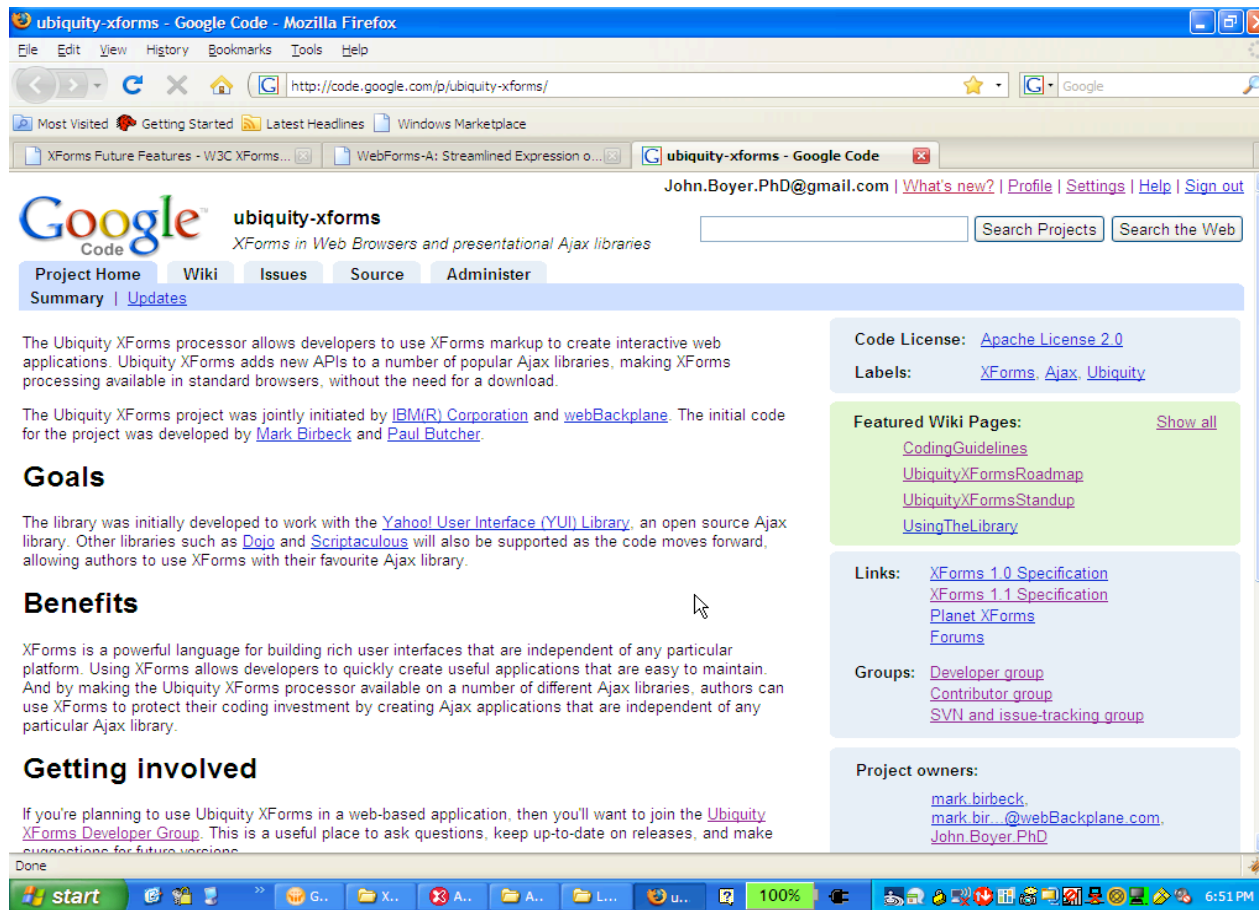 ubiquity-xforms - Google Code - Mozilla Firefox
File Edit View History Bookmarks Tools Help
http://code.google.com/p/ubiquity-xforms/
Google
Most Visited Getting Started Latest Headlines Windows Marketplace
XForms Future Features - W3C XForms...
WebForms-A: Streamlined Expression o...
ubiquity-xforms - Google Code
John.Boyer.PhD@gmail.com | What's new? | Profile | Settings | Help | Sign out
Google™
Code
ubiquity-xforms
XForms in Web Browsers and presentational Ajax libraries
Search Projects
Search the Web
Project Home Wiki Issues Source Administer
Summary | Updates
The Ubiquity XForms processor allows developers to use XForms markup to create interactive web
applications. Ubiquity XForms adds new APIs to a number of popular Ajax libraries, making XForms
processing available in standard browsers, without the need for a download.
The Ubiquity XForms project was jointly initiated by IBM(R) Corporation and webBackplane. The initial code
for the project was developed by Mark Birbeck and Paul Butcher.
Goals
The library was initially developed to work with the Yahoo! User Interface (YUI) Library, an open source Ajax
library. Other libraries such as Dojo and Scriptaculous will also be supported as the code moves forward,
allowing authors to use XForms with their favourite Ajax library.
Benefits
XForms is a powerful language for building rich user interfaces that are independent of any particular
platform. Using XForms allows developers to quickly create useful applications that are easy to maintain.
And by making the Ubiquity XForms processor available on a number of different Ajax libraries, authors can
use XForms to protect their coding investment by creating Ajax applications that are independent of any
particular Ajax library.
Getting involved
If you're planning to use Ubiquity XForms in a web-based application, then you'll want to join the Ubiquity
XForms Developer Group. This is a useful place to ask questions, keep up-to-date on releases, and make
suggestions for future versions.
Code License: Apache License 2.0
Labels: XForms, Ajax, Ubiquity
Featured Wiki Pages: Show all
CodingGuidelines
UbiquityXFormsRoadmap
UbiquityXFormsStandup
UsingTheLibrary
Links: XForms 1.0 Specification
XForms 1.1 Specification
Planet XForms
Forums
Groups: Developer group
Contributor group
SVN and issue-tracking group
Project owners:
mark.birbeck,
mark.bir...@webBackplane.com,
John.Boyer.PhD
Done
start
G..
X..
A..
A..
L...
u..
100%
6:51 PM